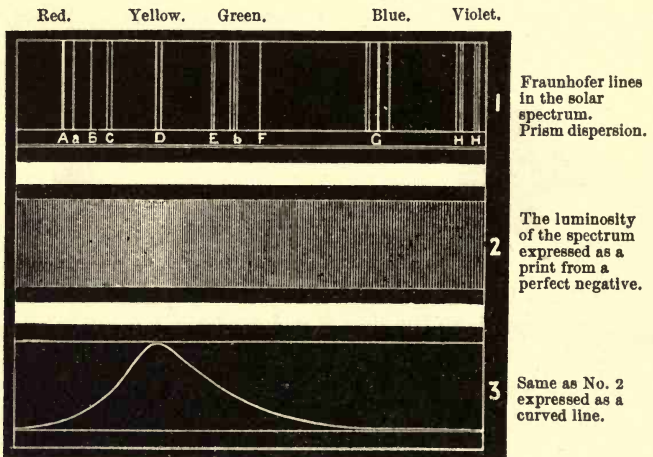 Red. Yellow. Green. Blue. Violet.
1
Fraunhofer lines
in the solar
spectrum.
Prism dispersion.
A a B C D E b F G H H
2
The luminosity
of the spectrum
expressed as a
print from a
perfect negative.
3
Same as No. 2
expressed as a
curved line.